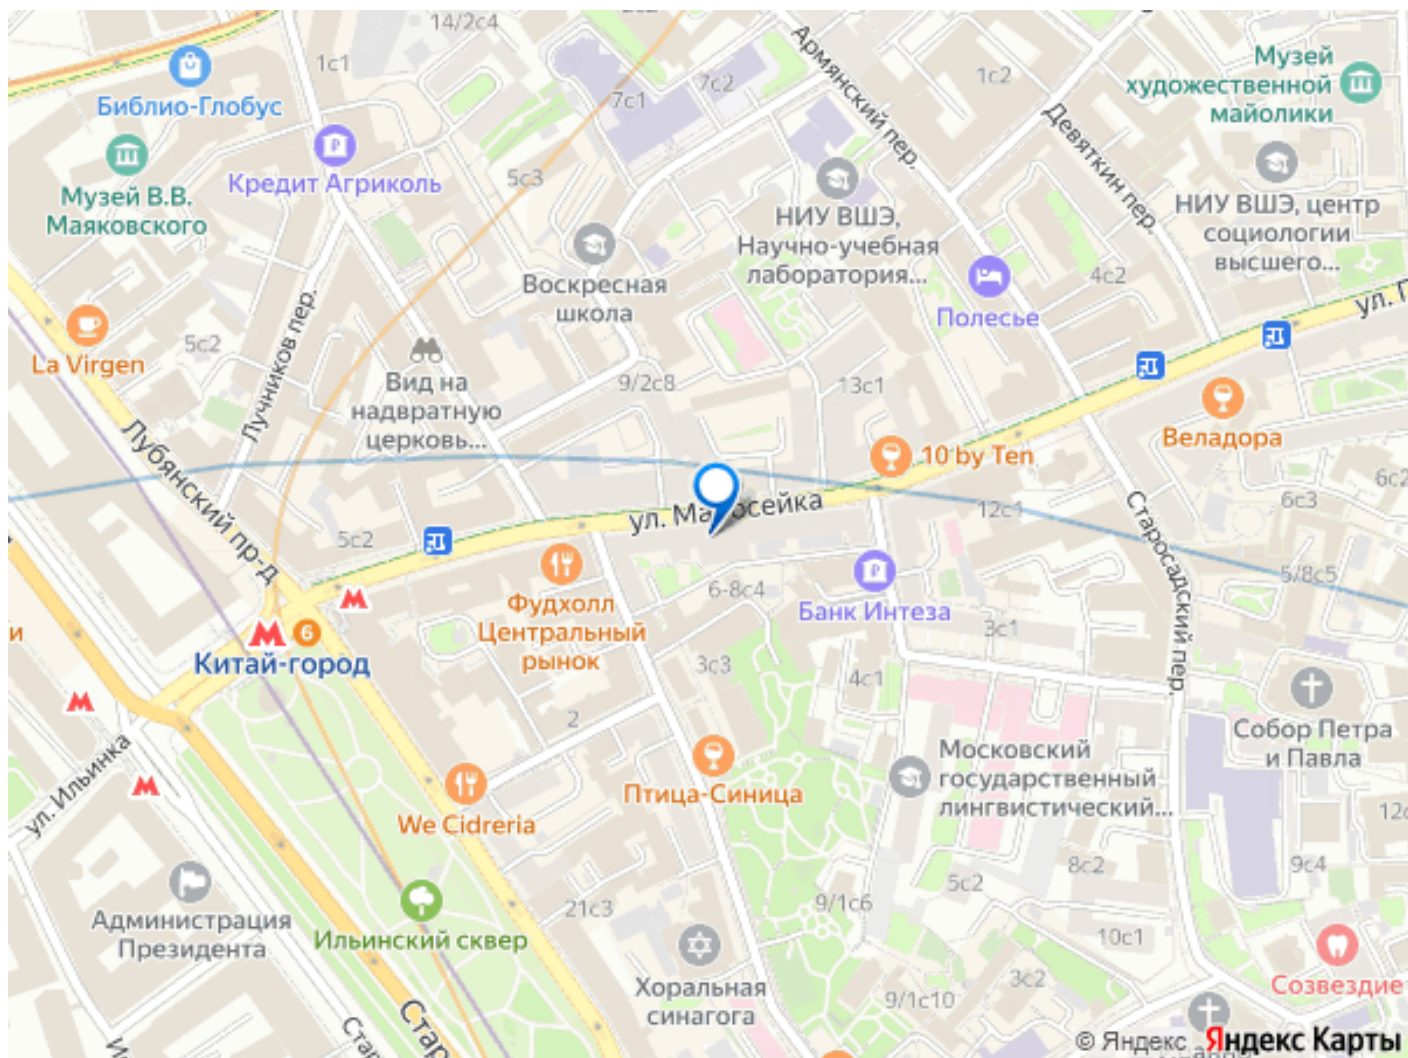 14/2с4
1с1
Библио-Глобус
Музей В.В.
Маяковского
Кредит Агриколь
5с3
7с1
7с2
Армянский пер.
1с2
Девяткин пер.
Музей
художественной
майолики
НИУ ВШЭ,
Научно-учебная
лаборатория...
НИУ ВШЭ, центр
социологии
высшего...
Воскресная
школа
Полесье
4с2
La Virgen
5с2
Лучников пер.
Вид на
надвратную
церковь...
9/2с8
13с1
Веладора
10 by Ten
Лубянский пр-д
ул. Маросейка
5с2
12с1
6с2
6с3
Старосадский пер.
5/8с5
Фудхолл
Центральный
рынок
6-8с4
Банк Интеза
3с1
6
Китай-город
3с3
4с1
2
Собор Петра
и Павла
ул. Ильинка
Птица-Синица
Московский
государственный
лингвистический...
We Cidreria
8с2
9с4
5с2
Администрация
Президента
Ильинский сквер
21с3
9/1с6
10с1
Хоральная
синагога
3с2
9/1с10
Созвездие
© Яндекс Яндекс Карты